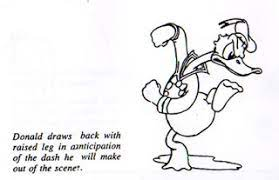 Donald draws back with
raised leg in anticipation
of the dash he will make
out of the scene†.